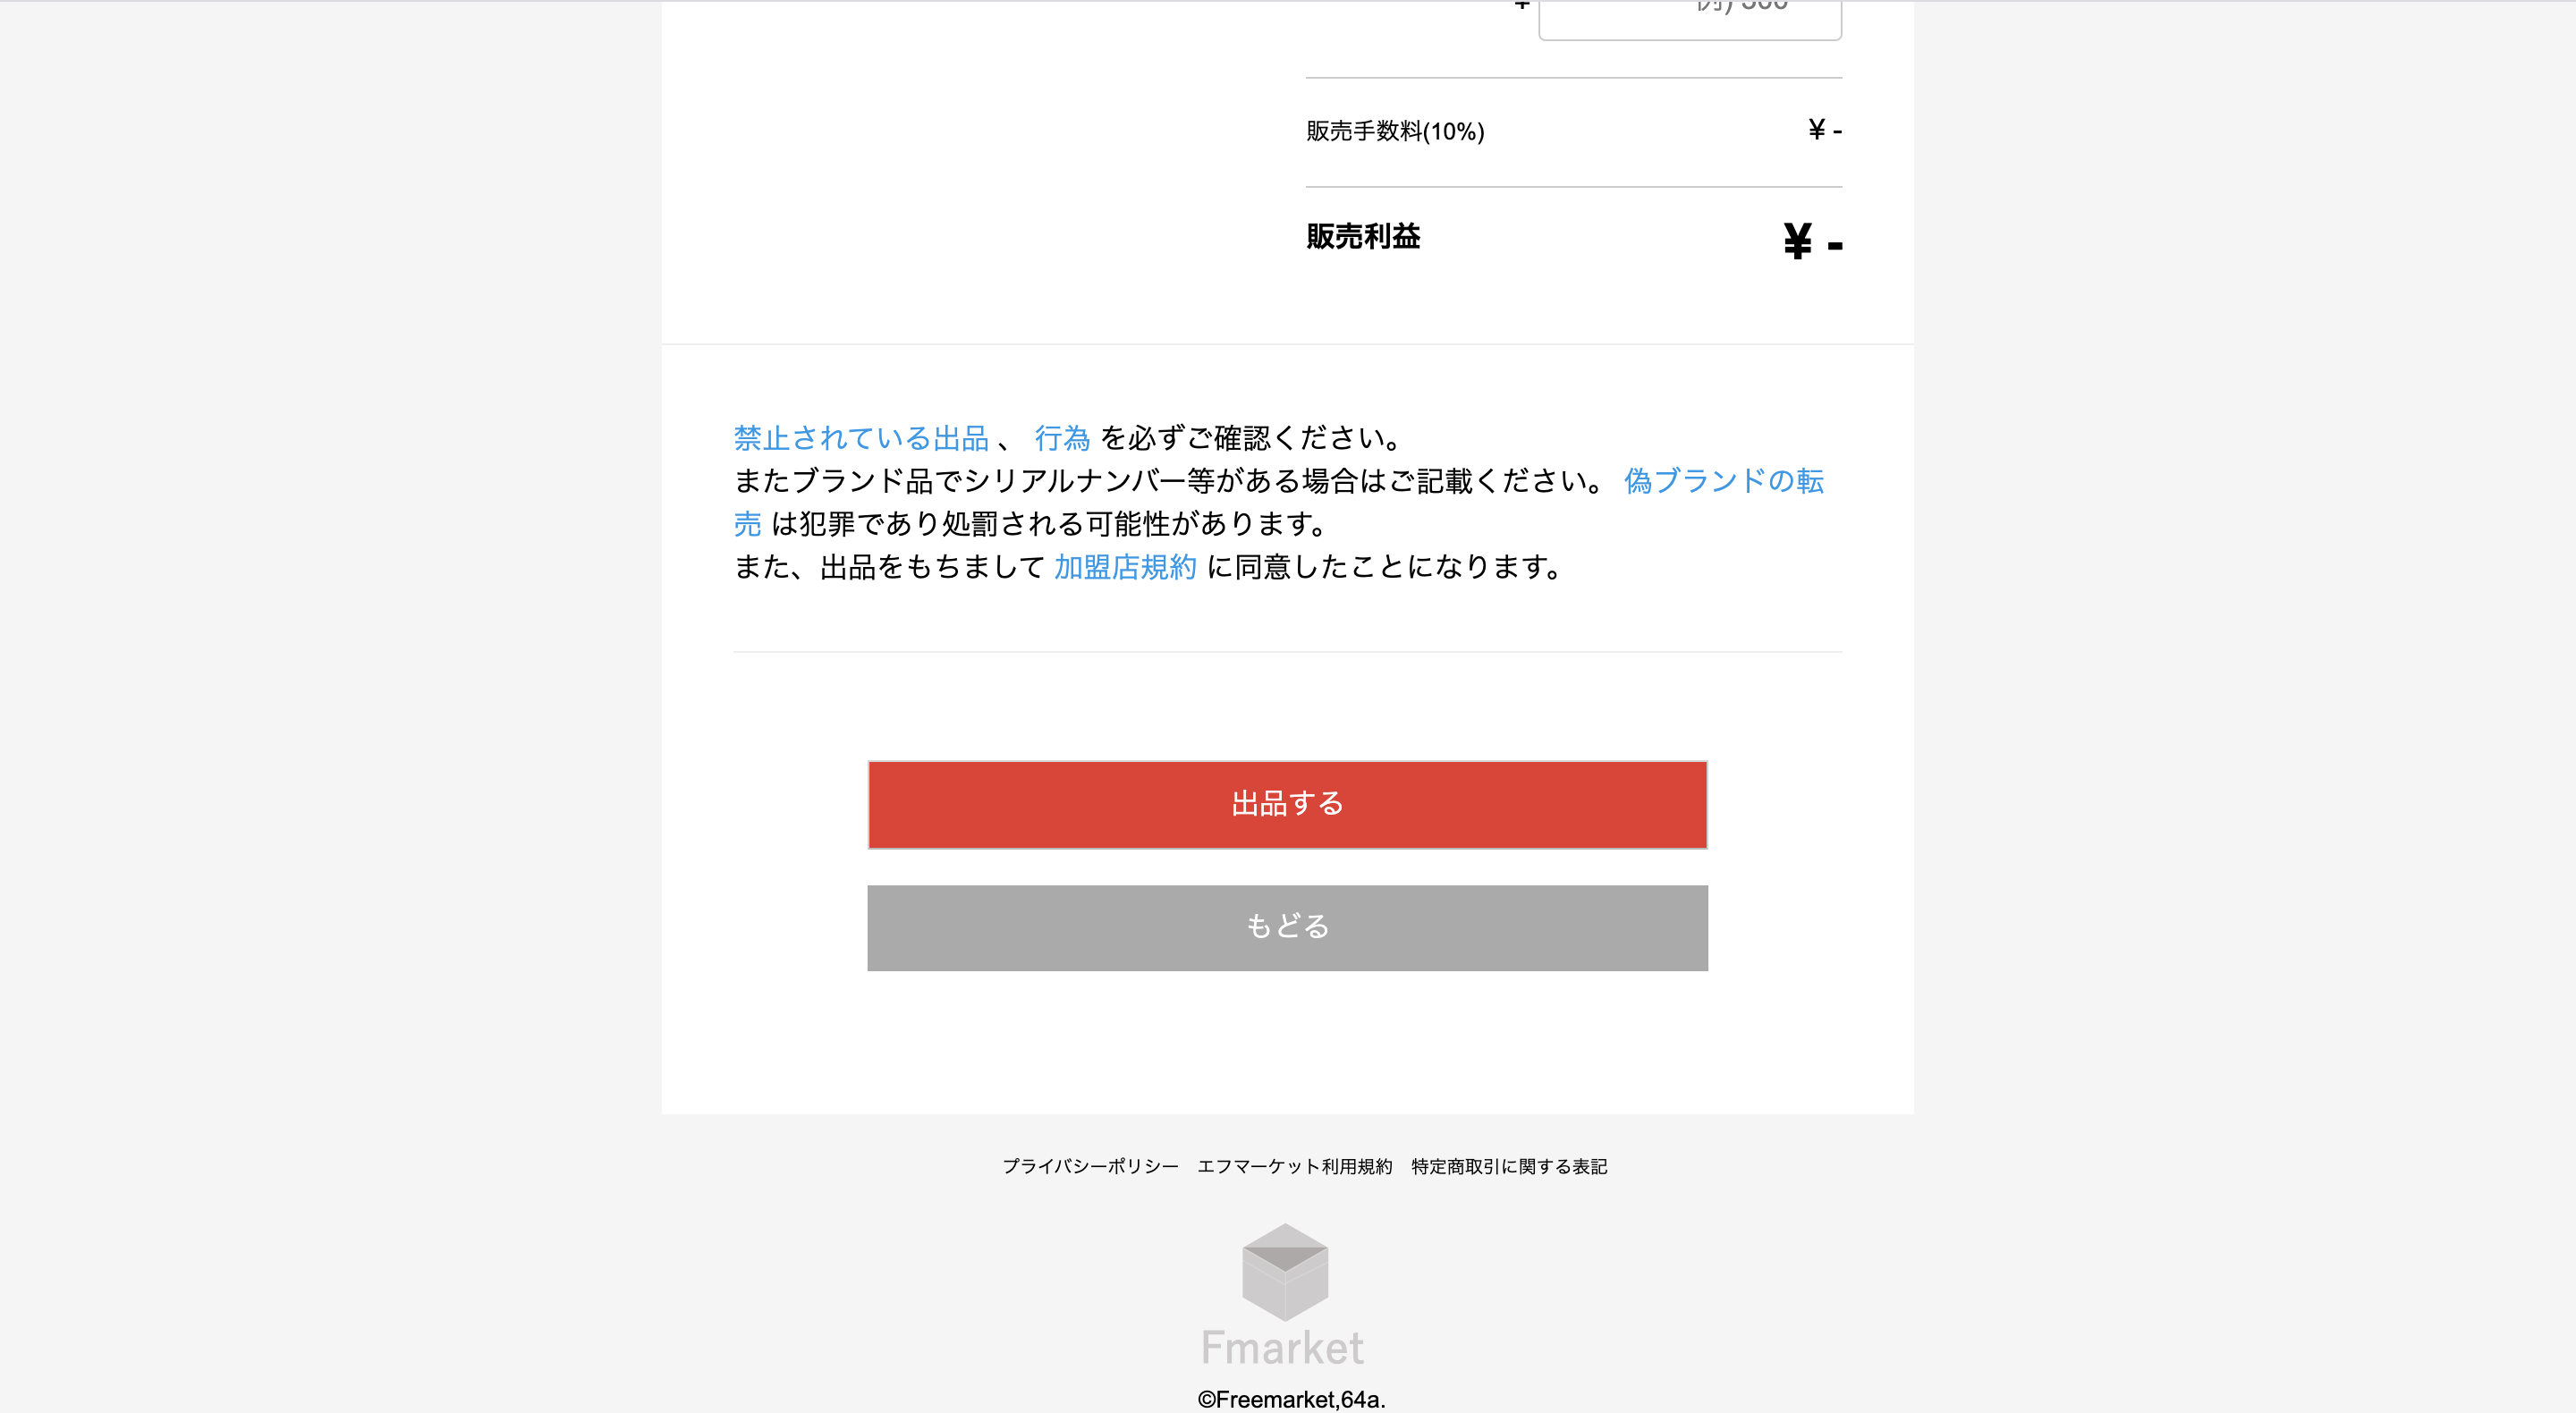 ¥ 例) 300
販売手数料(10%) ¥ -
販売利益 ¥ -
禁止されている出品 、 行為 を必ずご確認ください。
またブランド品でシリアルナンバー等がある場合はご記載ください。 偽ブランドの転
売 は犯罪であり処罰される可能性があります。
また、出品をもちまして 加盟店規約 に同意したことになります。
出品する
もどる
プライバシーポリシー エフマーケット利用規約 特定商取引に関する表記
Fmarket
©Freemarket,64a.